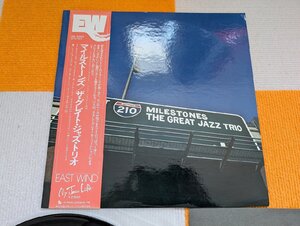 EW
マイルストーンズ/ザ・グレイト・ジャズ・トリオ
EAST WIND
210
MILESTONES
THE GREAT JAZZ TRIO